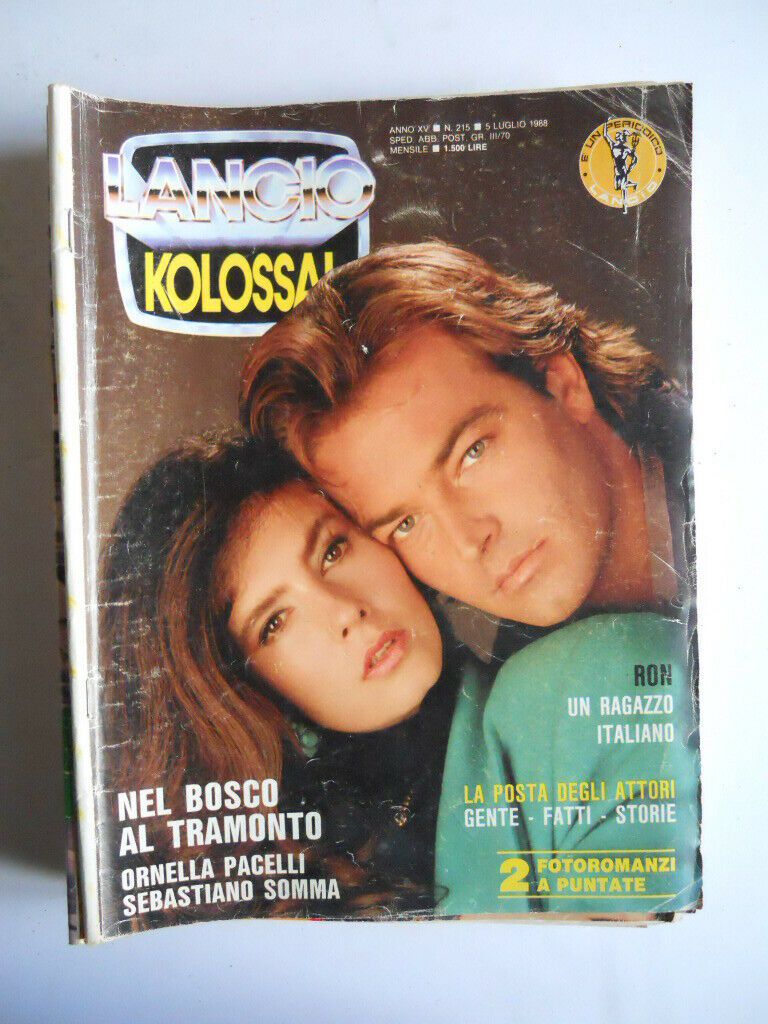 ANNO XV ■ N. 215 ■ 5 LUGLIO 1988
SPED. ABB. POST. GR. III/70
MENSILE ■ 1.500 LIRE
E UN PERIODICO
LANCIO
LANCIO
KOLOSSAL
RON
UN RAGAZZO
ITALIANO
LA POSTA DEGLI ATTORI
GENTE - FATTI - STORIE
2 FOTOROMANZI
A PUNTATE
NEL BOSCO
AL TRAMONTO
ORNELLA PACELLI
SEBASTIANO SOMMA